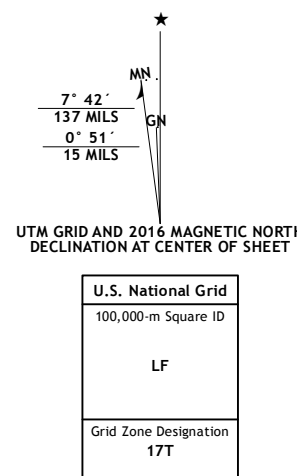 ★
MN
7° 42´
137 MILS
GN
0° 51´
15 MILS
UTM GRID AND 2016 MAGNETIC NORTH
DECLINATION AT CENTER OF SHEET
U.S. National Grid
100,000-m Square ID
LF
Grid Zone Designation
17T